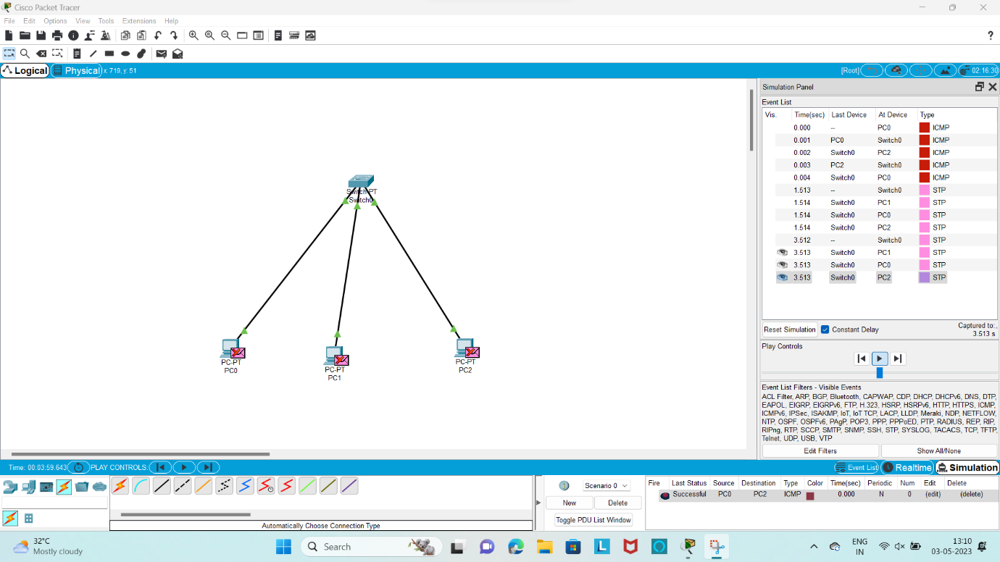 Cisco Packet Tracer
File Edit Options View Tools Extensions Help
?
Logical Physical x: 719, y: 51 [Root] 02:16:30
Switch-PT
Switch0
PC-PT
PC0
PC-PT
PC1
PC-PT
PC2
Simulation Panel
Event List
Vis. Time(sec) Last Device At Device Type
0.000 -- PC0 ICMP
0.001 PC0 Switch0 ICMP
0.002 Switch0 PC2 ICMP
0.003 PC2 Switch0 ICMP
0.004 Switch0 PC0 ICMP
1.513 -- Switch0 STP
1.514 Switch0 PC1 STP
1.514 Switch0 PC0 STP
1.514 Switch0 PC2 STP
3.512 -- Switch0 STP
3.513 Switch0 PC1 STP
3.513 Switch0 PC0 STP
3.513 Switch0 PC2 STP
Reset Simulation Constant Delay Captured to:
3.513 s
Play Controls
Event List Filters - Visible Events
ACL Filter, ARP, BGP, Bluetooth, CAPWAP, CDP, DHCP, DHCPv6, DNS, DTP,
EAPOL, EIGRP, EIGRPv6, FTP, H.323, HSRP, HSRPv6, HTTP, HTTPS, ICMP,
ICMPv6, IPSec, ISAKMP, IoT, IoT TCP, LACP, LLDP, Meraki, NDP, NETFLOW,
NTP, OSPF, OSPFv6, PAgP, POP3, PPP, PPPoED, PTP, RADIUS, REP, RIP,
RIPng, RTP, SCCP, SMTP, SNMP, SSH, STP, SYSLOG, TACACS, TCP, TFTP,
Telnet, UDP, USB, VTP
Edit Filters Show All/None
Time: 00:03:59.643 PLAY CONTROLS: Event List Realtime Simulation
Automatically Choose Connection Type
Scenario 0
New Delete
Toggle PDU List Window
Fire Last Status Source Destination Type Color Time(sec) Periodic Num Edit Delete
Successful PC0 PC2 ICMP 0.000 N 0 (edit) (delete)
32°C
Mostly cloudy
Search
L
ENG
IN
13:10
03-05-2023